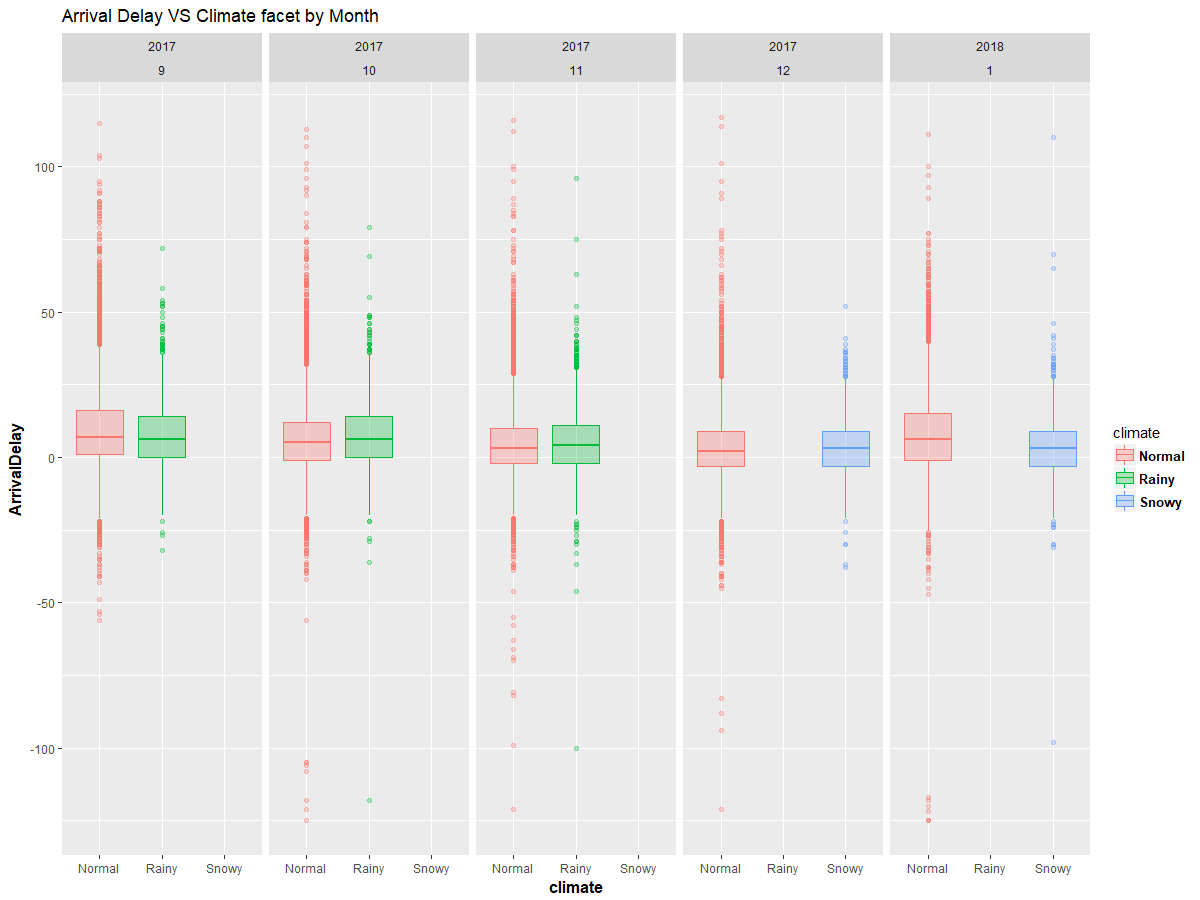 Arrival Delay VS Climate facet by Month
2017 2017 2017 2017 2018
9 10 11 12 1
100
50
0
-50
-100
ArrivalDelay
Normal Rainy Snowy Normal Rainy Snowy Normal Rainy Snowy Normal Rainy Snowy Normal Rainy Snowy
climate
climate
Normal
Rainy
Snowy